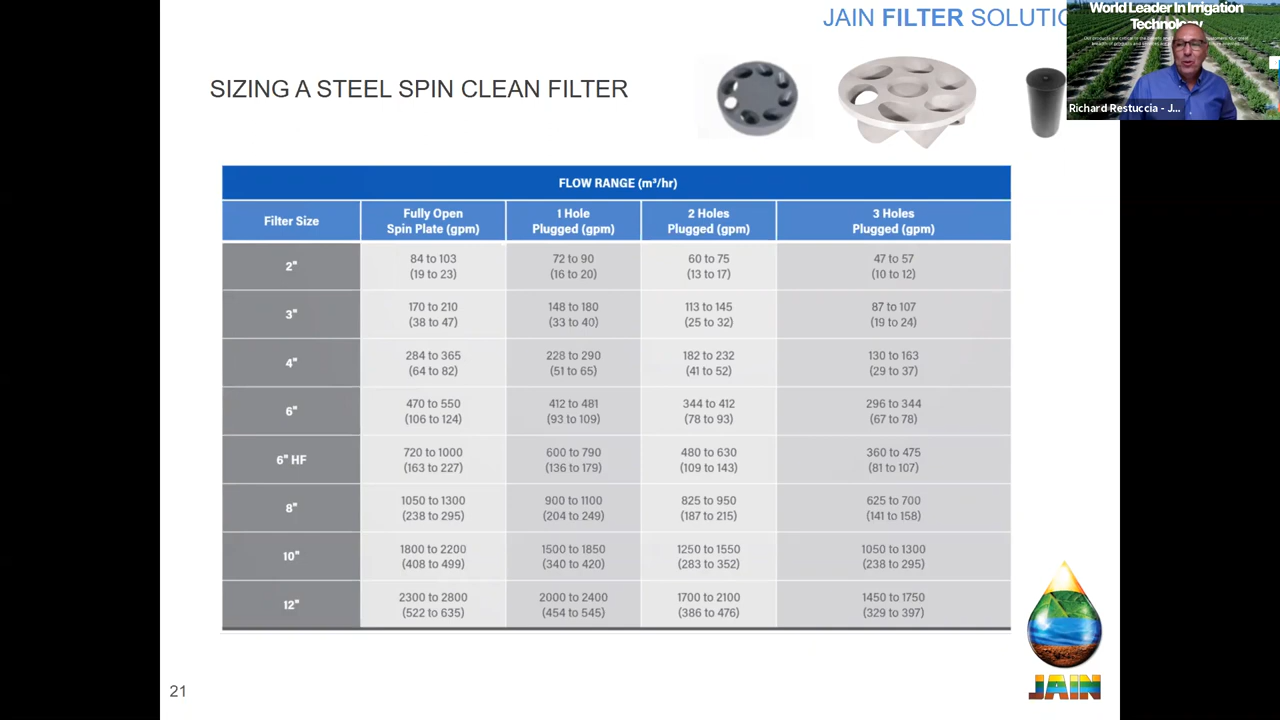 JAIN FILTER SOLUTIO
World Leader In Irrigation
Technology
Richard Restuccia - J...
SIZING A STEEL SPIN CLEAN FILTER
FLOW RANGE (m³/hr)
Filter Size
Fully Open
Spin Plate (gpm)
1 Hole
Plugged (gpm)
2 Holes
Plugged (gpm)
3 Holes
Plugged (gpm)
2"
84 to 103
(19 to 23)
72 to 90
(16 to 20)
60 to 75
(13 to 17)
47 to 57
(10 to 12)
3"
170 to 210
(38 to 47)
148 to 180
(33 to 40)
113 to 145
(25 to 32)
87 to 107
(19 to 24)
4"
284 to 365
(64 to 82)
228 to 290
(51 to 65)
182 to 232
(41 to 52)
130 to 163
(29 to 37)
6"
470 to 550
(106 to 124)
412 to 481
(93 to 109)
344 to 412
(78 to 93)
296 to 344
(67 to 78)
6" HF
720 to 1000
(163 to 227)
600 to 790
(136 to 179)
480 to 630
(109 to 143)
360 to 475
(81 to 107)
8"
1050 to 1300
(238 to 295)
900 to 1100
(204 to 249)
825 to 950
(187 to 215)
625 to 700
(141 to 158)
10"
1800 to 2200
(408 to 499)
1500 to 1850
(340 to 420)
1250 to 1550
(283 to 352)
1050 to 1300
(238 to 295)
12"
2300 to 2800
(522 to 635)
2000 to 2400
(454 to 545)
1700 to 2100
(386 to 476)
1450 to 1750
(329 to 397)
JAIN
21